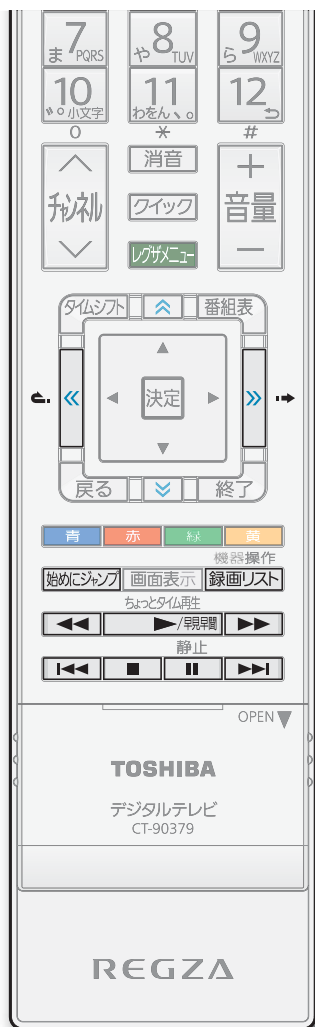 7 PQRS ま
8 TUV や
9 WXYZ ら
10 ゛゜小文字
11 わをん、。
12
0 * #
チャンネル
消音
+ 音量 −
クイック
レグザメニュー
タイムシフト
番組表
決定
戻る
終了
青 赤 緑 黄
機器操作
始めにジャンプ 画面表示 録画リスト
ちょっとタイム再生
/早見早聞
静止
OPEN
TOSHIBA
デジタルテレビ
CT-90379
REGZA